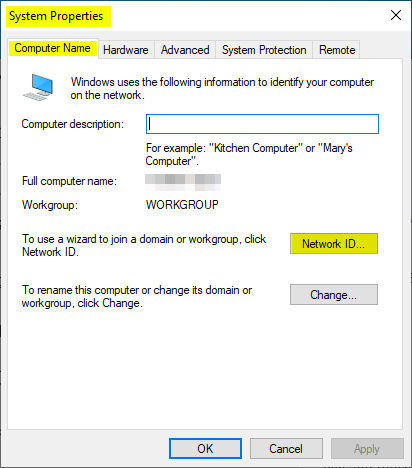 System Properties
Computer Name Hardware Advanced System Protection Remote
Windows uses the following information to identify your computer
on the network.
Computer description:
For example: "Kitchen Computer" or "Mary's
Computer".
Full computer name:
Workgroup: WORKGROUP
To use a wizard to join a domain or workgroup, click
Network ID.
Network ID...
To rename this computer or change its domain or
workgroup, click Change.
Change...
OK Cancel Apply